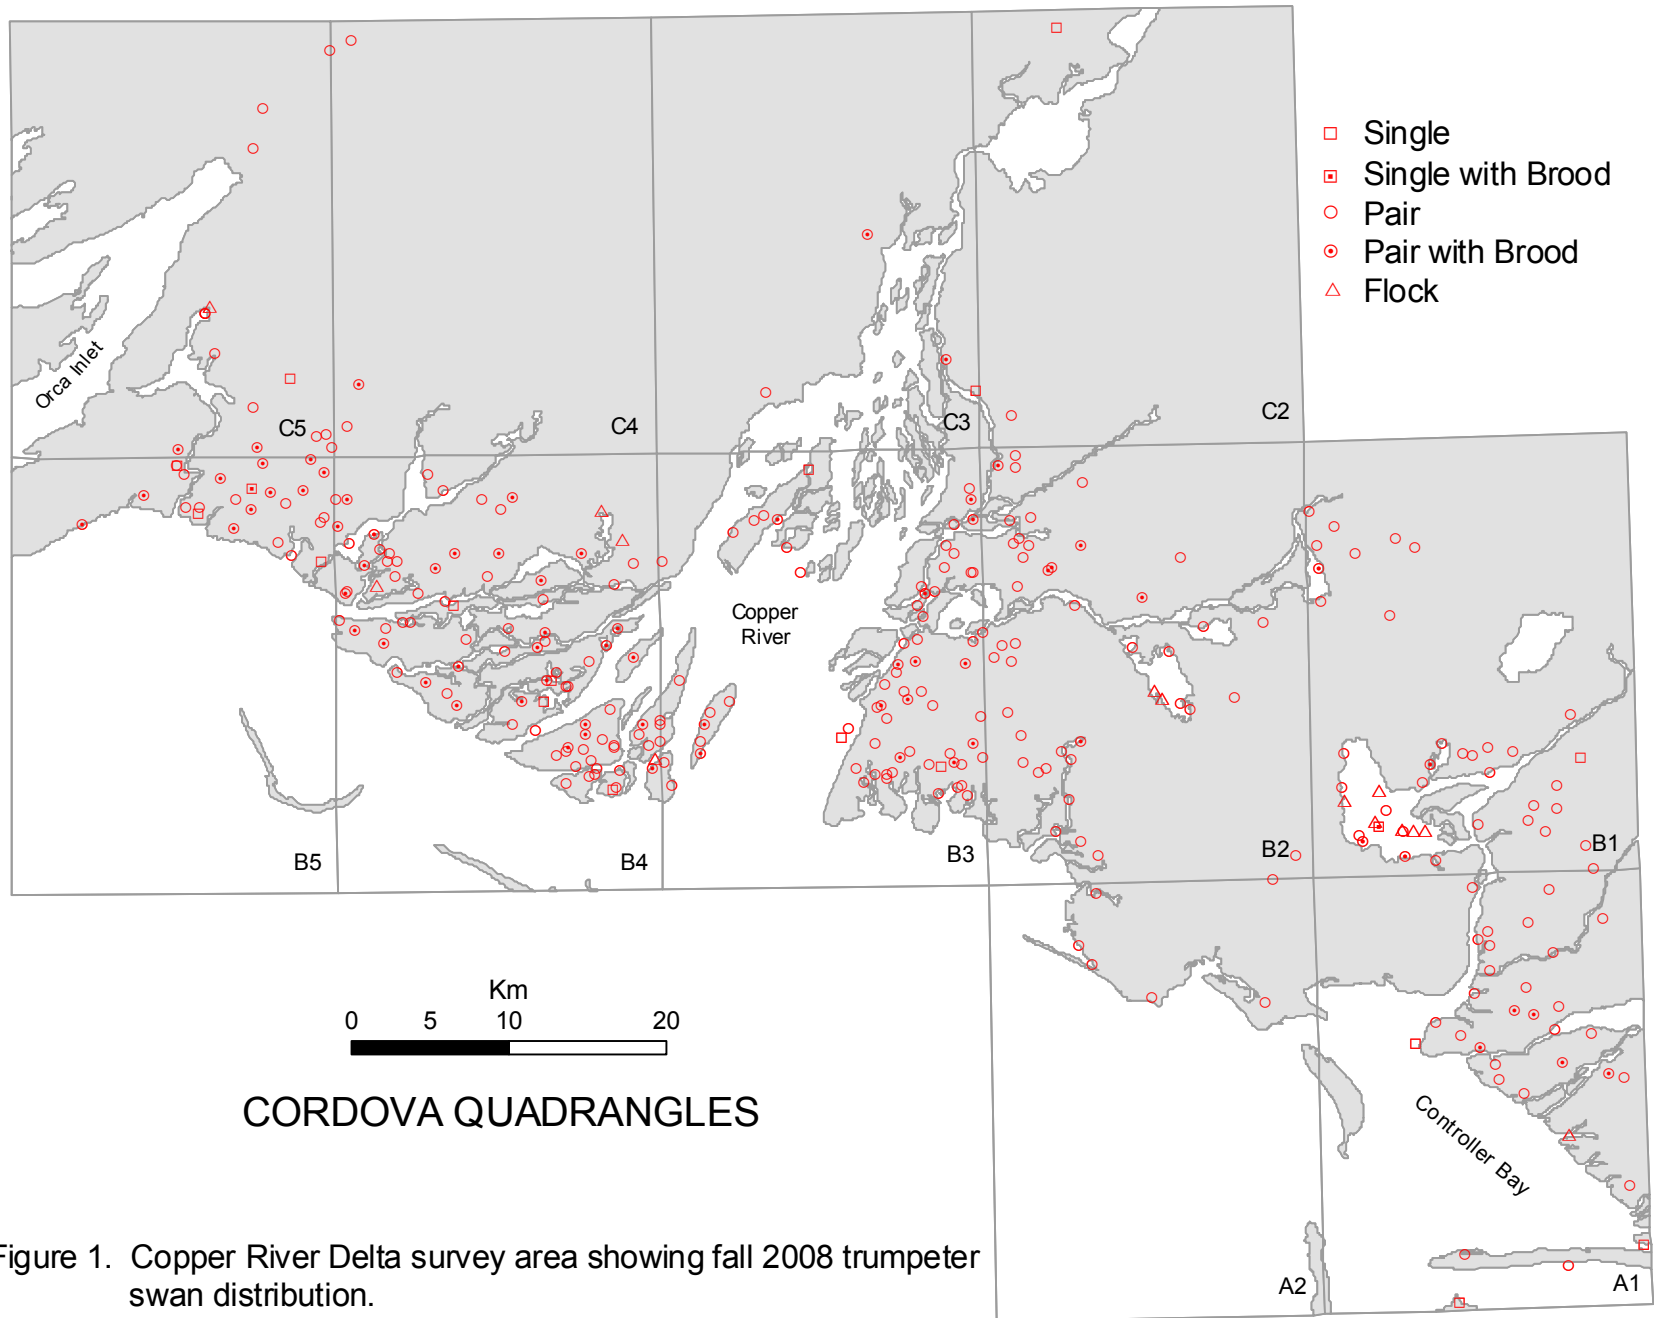 Single
Single with Brood
Pair
Pair with Brood
Flock
Orca Inlet
C5
C4
C3
C2
Copper
River
B5
B4
B3
B2
B1
Km
0 5 10 20
CORDOVA QUADRANGLES
Controller Bay
A2
A1
Figure 1. Copper River Delta survey area showing fall 2008 trumpeter
swan distribution.